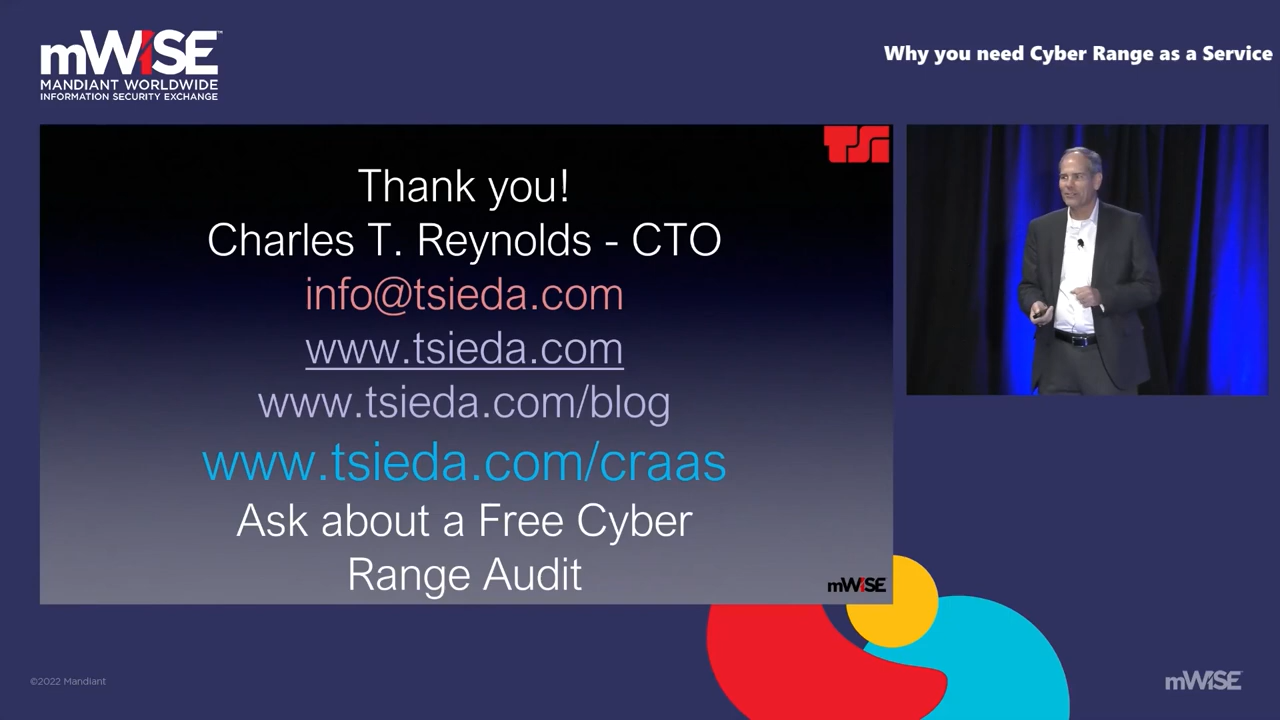 mWISE
MANDIANT WORLDWIDE
INFORMATION SECURITY EXCHANGE
Why you need Cyber Range as a Service
TSi
Thank you!
Charles T. Reynolds - CTO
info@tsieda.com
www.tsieda.com
www.tsieda.com/blog
www.tsieda.com/craas
Ask about a Free Cyber
Range Audit
mWISE
©2022 Mandiant
mWISE